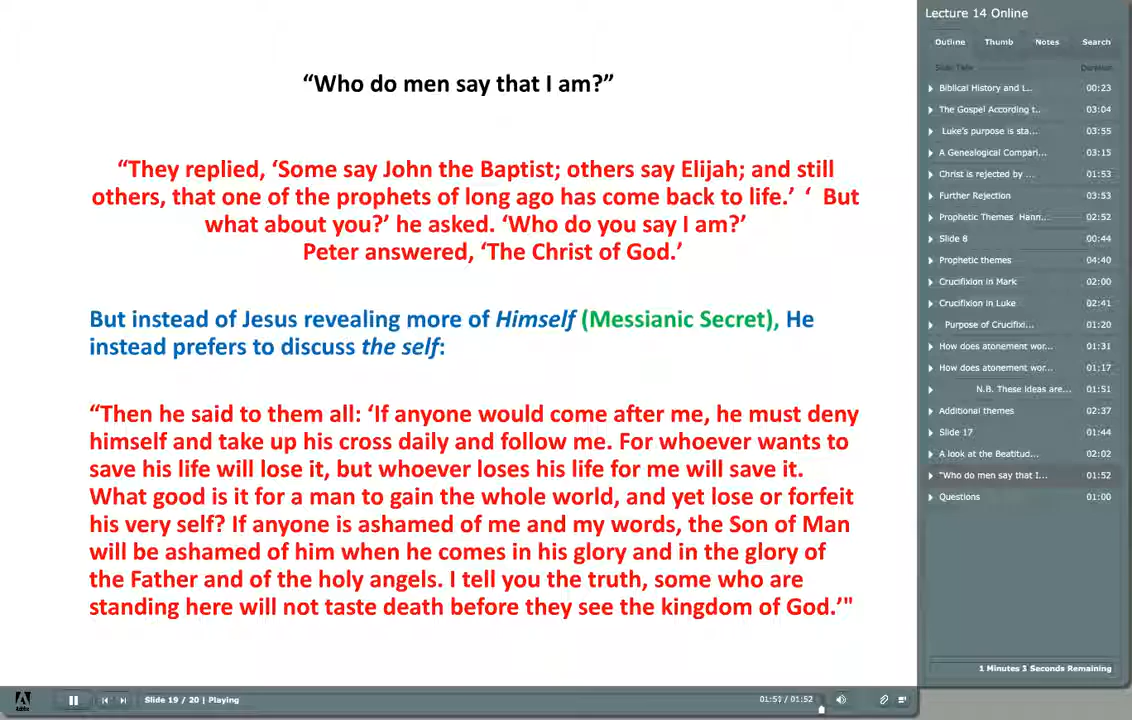 “Who do men say that I am?”
“They replied, ‘Some say John the Baptist; others say Elijah; and still
others, that one of the prophets of long ago has come back to life.’ ‘ But
what about you?’ he asked. ‘Who do you say I am?’
Peter answered, ‘The Christ of God.’
But instead of Jesus revealing more of Himself (Messianic Secret), He
instead prefers to discuss the self:
“Then he said to them all: ‘If anyone would come after me, he must deny
himself and take up his cross daily and follow me. For whoever wants to
save his life will lose it, but whoever loses his life for me will save it.
What good is it for a man to gain the whole world, and yet lose or forfeit
his very self? If anyone is ashamed of me and my words, the Son of Man
will be ashamed of him when he comes in his glory and in the glory of
the Father and of the holy angels. I tell you the truth, some who are
standing here will not taste death before they see the kingdom of God.’"
Lecture 14 Online
Outline Thumb Notes Search
Slide Title Duration
Biblical History and L... 00:23
The Gospel According t... 03:04
Luke's purpose is sta... 03:55
A Genealogical Compari... 03:15
Christ is rejected by ... 01:53
Further Rejection 03:53
Prophetic Themes Hann... 02:52
Slide 8 00:44
Prophetic themes 04:40
Crucifixion in Mark 02:00
Crucifixion in Luke 02:41
Purpose of Crucifixi... 01:20
How does atonement wor... 01:31
How does atonement wor... 01:17
N.B. These ideas are... 01:51
Additional themes 02:37
Slide 17 01:44
A look at the Beatitud... 02:02
"Who do men say that I... 01:52
Questions 01:00
1 Minutes 3 Seconds Remaining
Adobe
Slide 19 / 20 | Playing
01:51 / 01:52